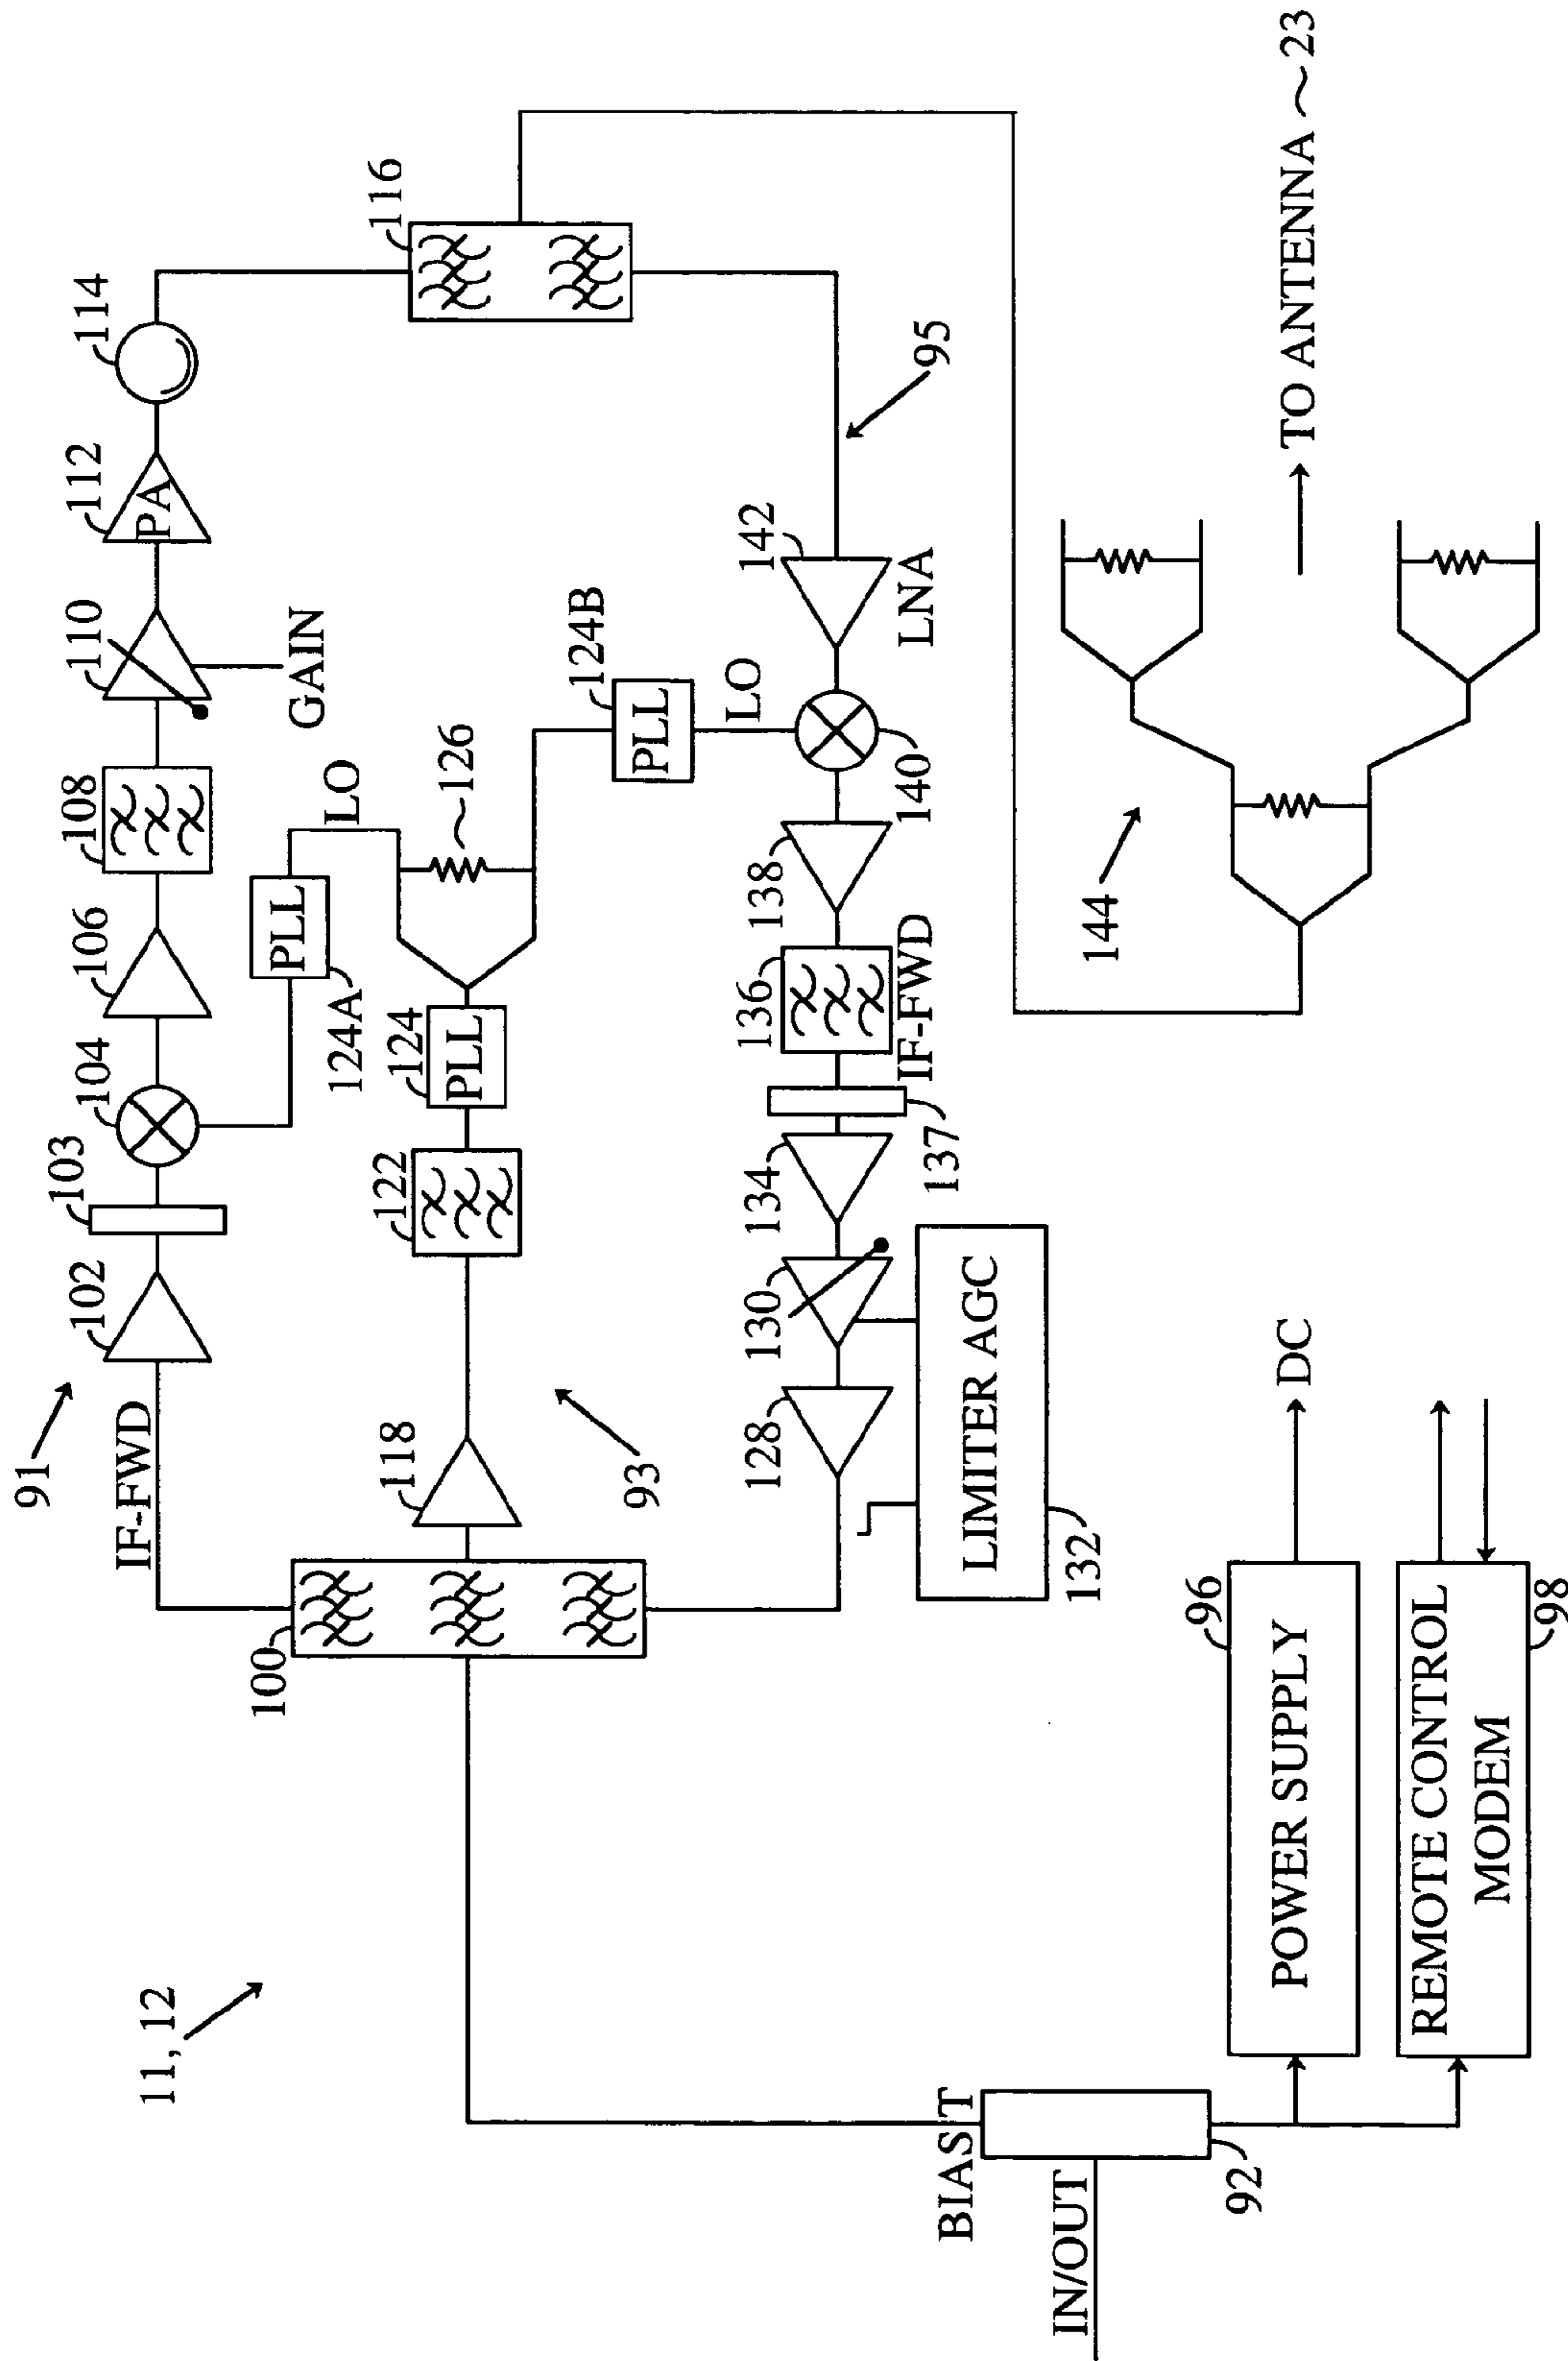 11, 12
91
IF-FWD
102
103
104
106
108
110
GAIN
112
PA
114
116
100
118
93
122
124
PLL
PLL
124A
LO
126
124B
PLL
LO
95
142
LNA
140
138
136
IF-FWD
137
134
130
128
LIMITER AGC
132
BIAS T
IN/OUT
92
96
POWER SUPPLY
DC
REMOTE CONTROL
MODEM
98
144
TO ANTENNA ~ 23